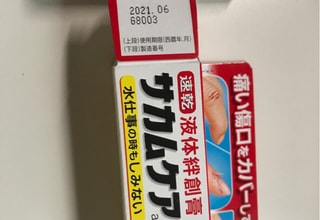 2021.06
68003
(上段)使用期限(西暦年.月)
(下段)製造番号
痛い傷口をカバーし
速乾 液体絆創膏
サカムケア
水仕事の時もしみない